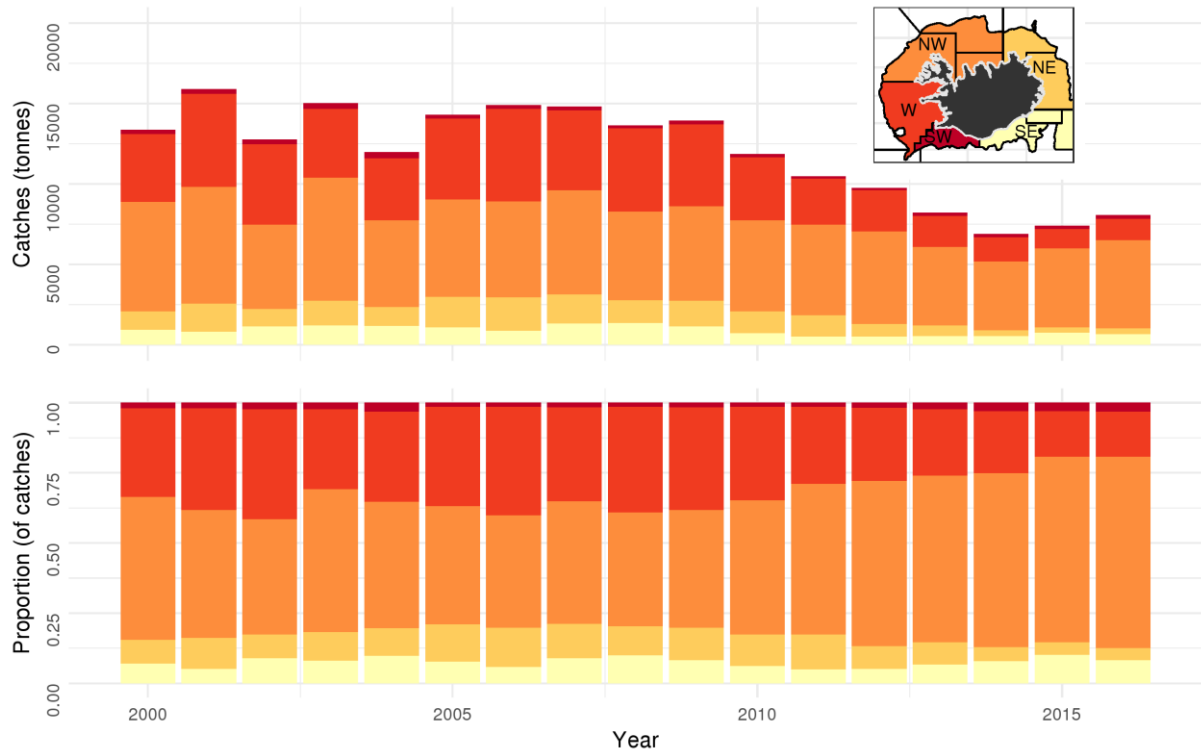 Catches (tonnes)
20000
15000
10000
5000
0
NW
NE
W
SW
SE
Proportion (of catches)
1.00
0.75
0.50
0.25
0.00
2000
2005
2010
2015
Year